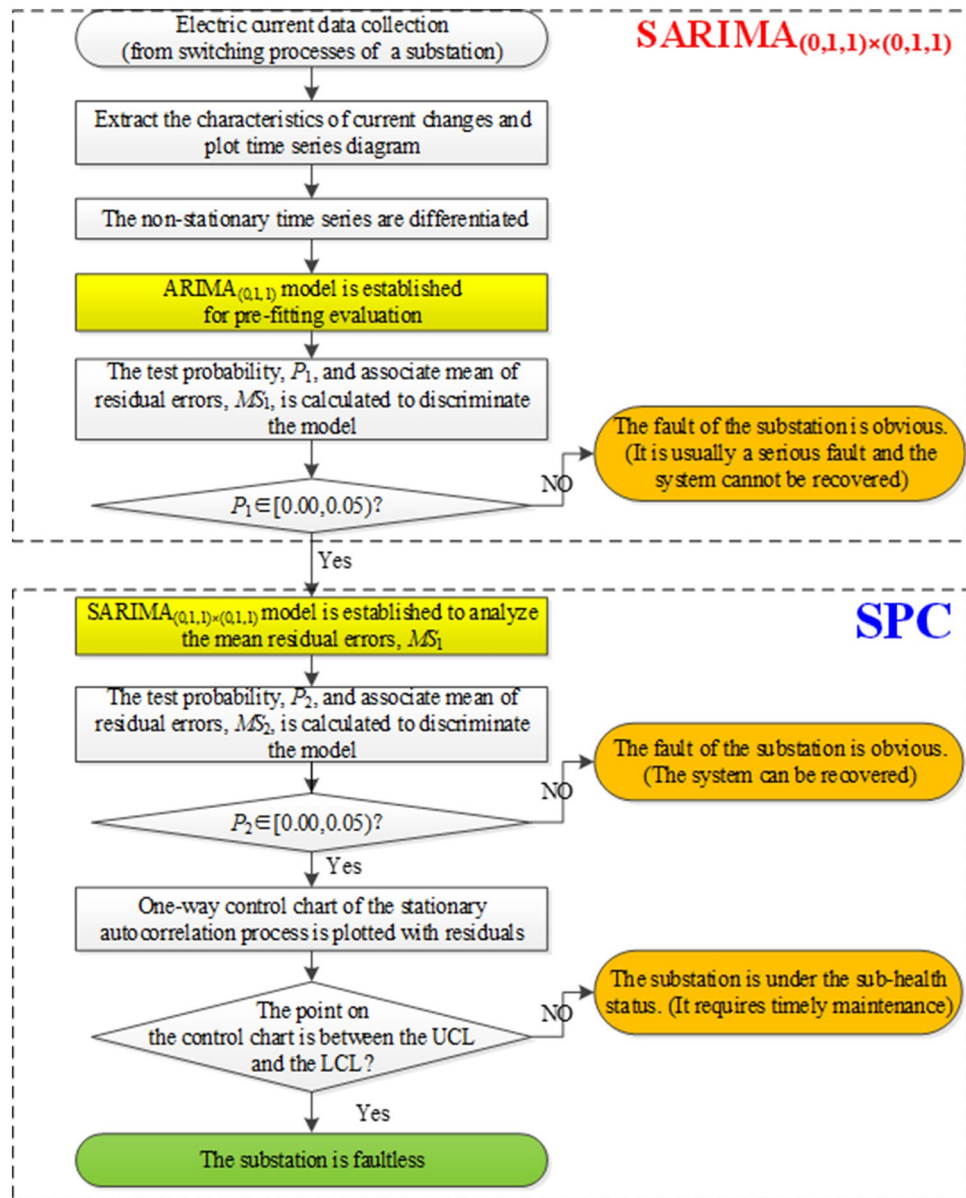 Electric current data collection
(from switching processes of a substation)
SARIMA(0,1,1)×(0,1,1)
Extract the characteristics of current changes and
plot time series diagram
The non-stationary time series are differentiated
ARIMA(0,1,1) model is established
for pre-fitting evaluation
The test probability, P1, and associate mean of
residual errors, MS1, is calculated to discriminate
the model
The fault of the substation is obvious.
(It is usually a serious fault and the
system cannot be recovered)
NO
P1∈[0.00,0.05)?
Yes
SPC
SARIMA(0,1,1)×(0,1,1) model is established to analyze
the mean residual errors, MS1
The test probability, P2, and associate mean of
residual errors, MS2, is calculated to discriminate
the model
The fault of the substation is obvious.
(The system can be recovered)
NO
P2∈[0.00,0.05)?
Yes
One-way control chart of the stationary
autocorrelation process is plotted with residuals
The substation is under the sub-health
status. (It requires timely maintenance)
NO
The point on
the control chart is between the UCL
and the LCL?
Yes
The substation is faultless